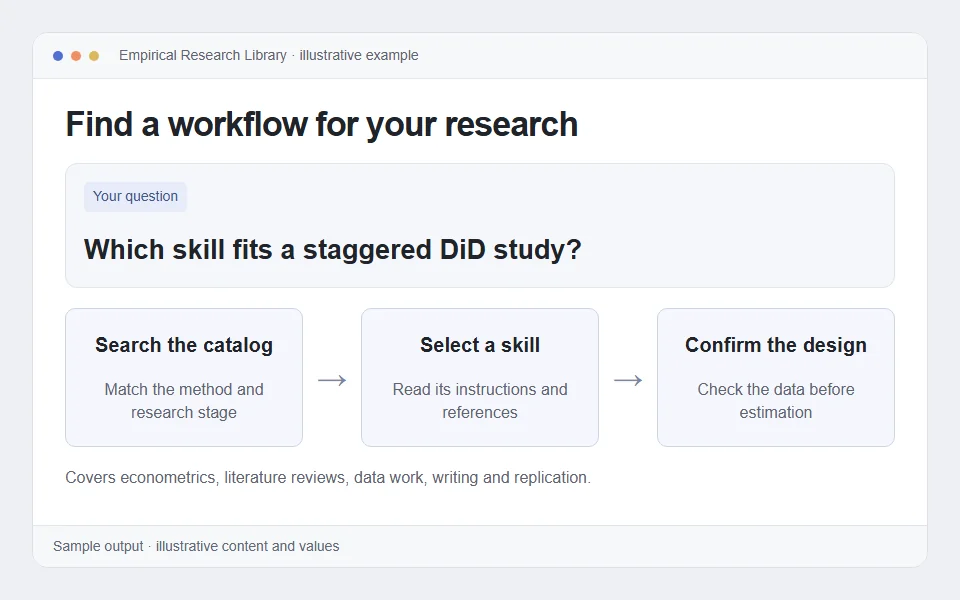 Empirical Research Library · illustrative example
Find a workflow for your research
Your question
Which skill fits a staggered DiD study?
Search the catalog
Match the method and
research stage
→
Select a skill
Read its instructions and
references
→
Confirm the design
Check the data before
estimation
Covers econometrics, literature reviews, data work, writing and replication.
Sample output · illustrative content and values